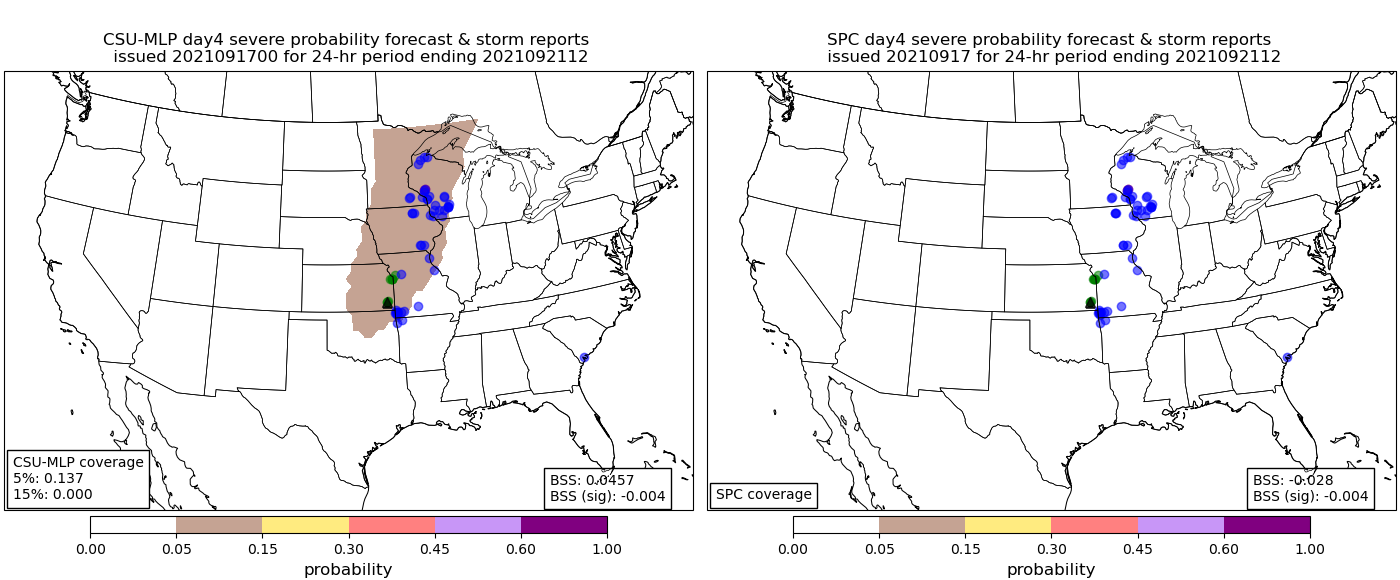 CSU-MLP day4 severe probability forecast & storm reports
issued 2021091700 for 24-hr period ending 2021092112
SPC day4 severe probability forecast & storm reports
issued 20210917 for 24-hr period ending 2021092112
CSU-MLP coverage
5%: 0.137
15%: 0.000
BSS: 0.0457
BSS (sig): -0.004
SPC coverage
BSS: -0.028
BSS (sig): -0.004
0.00 0.05 0.15 0.30 0.45 0.60 1.00
probability
0.00 0.05 0.15 0.30 0.45 0.60 1.00
probability